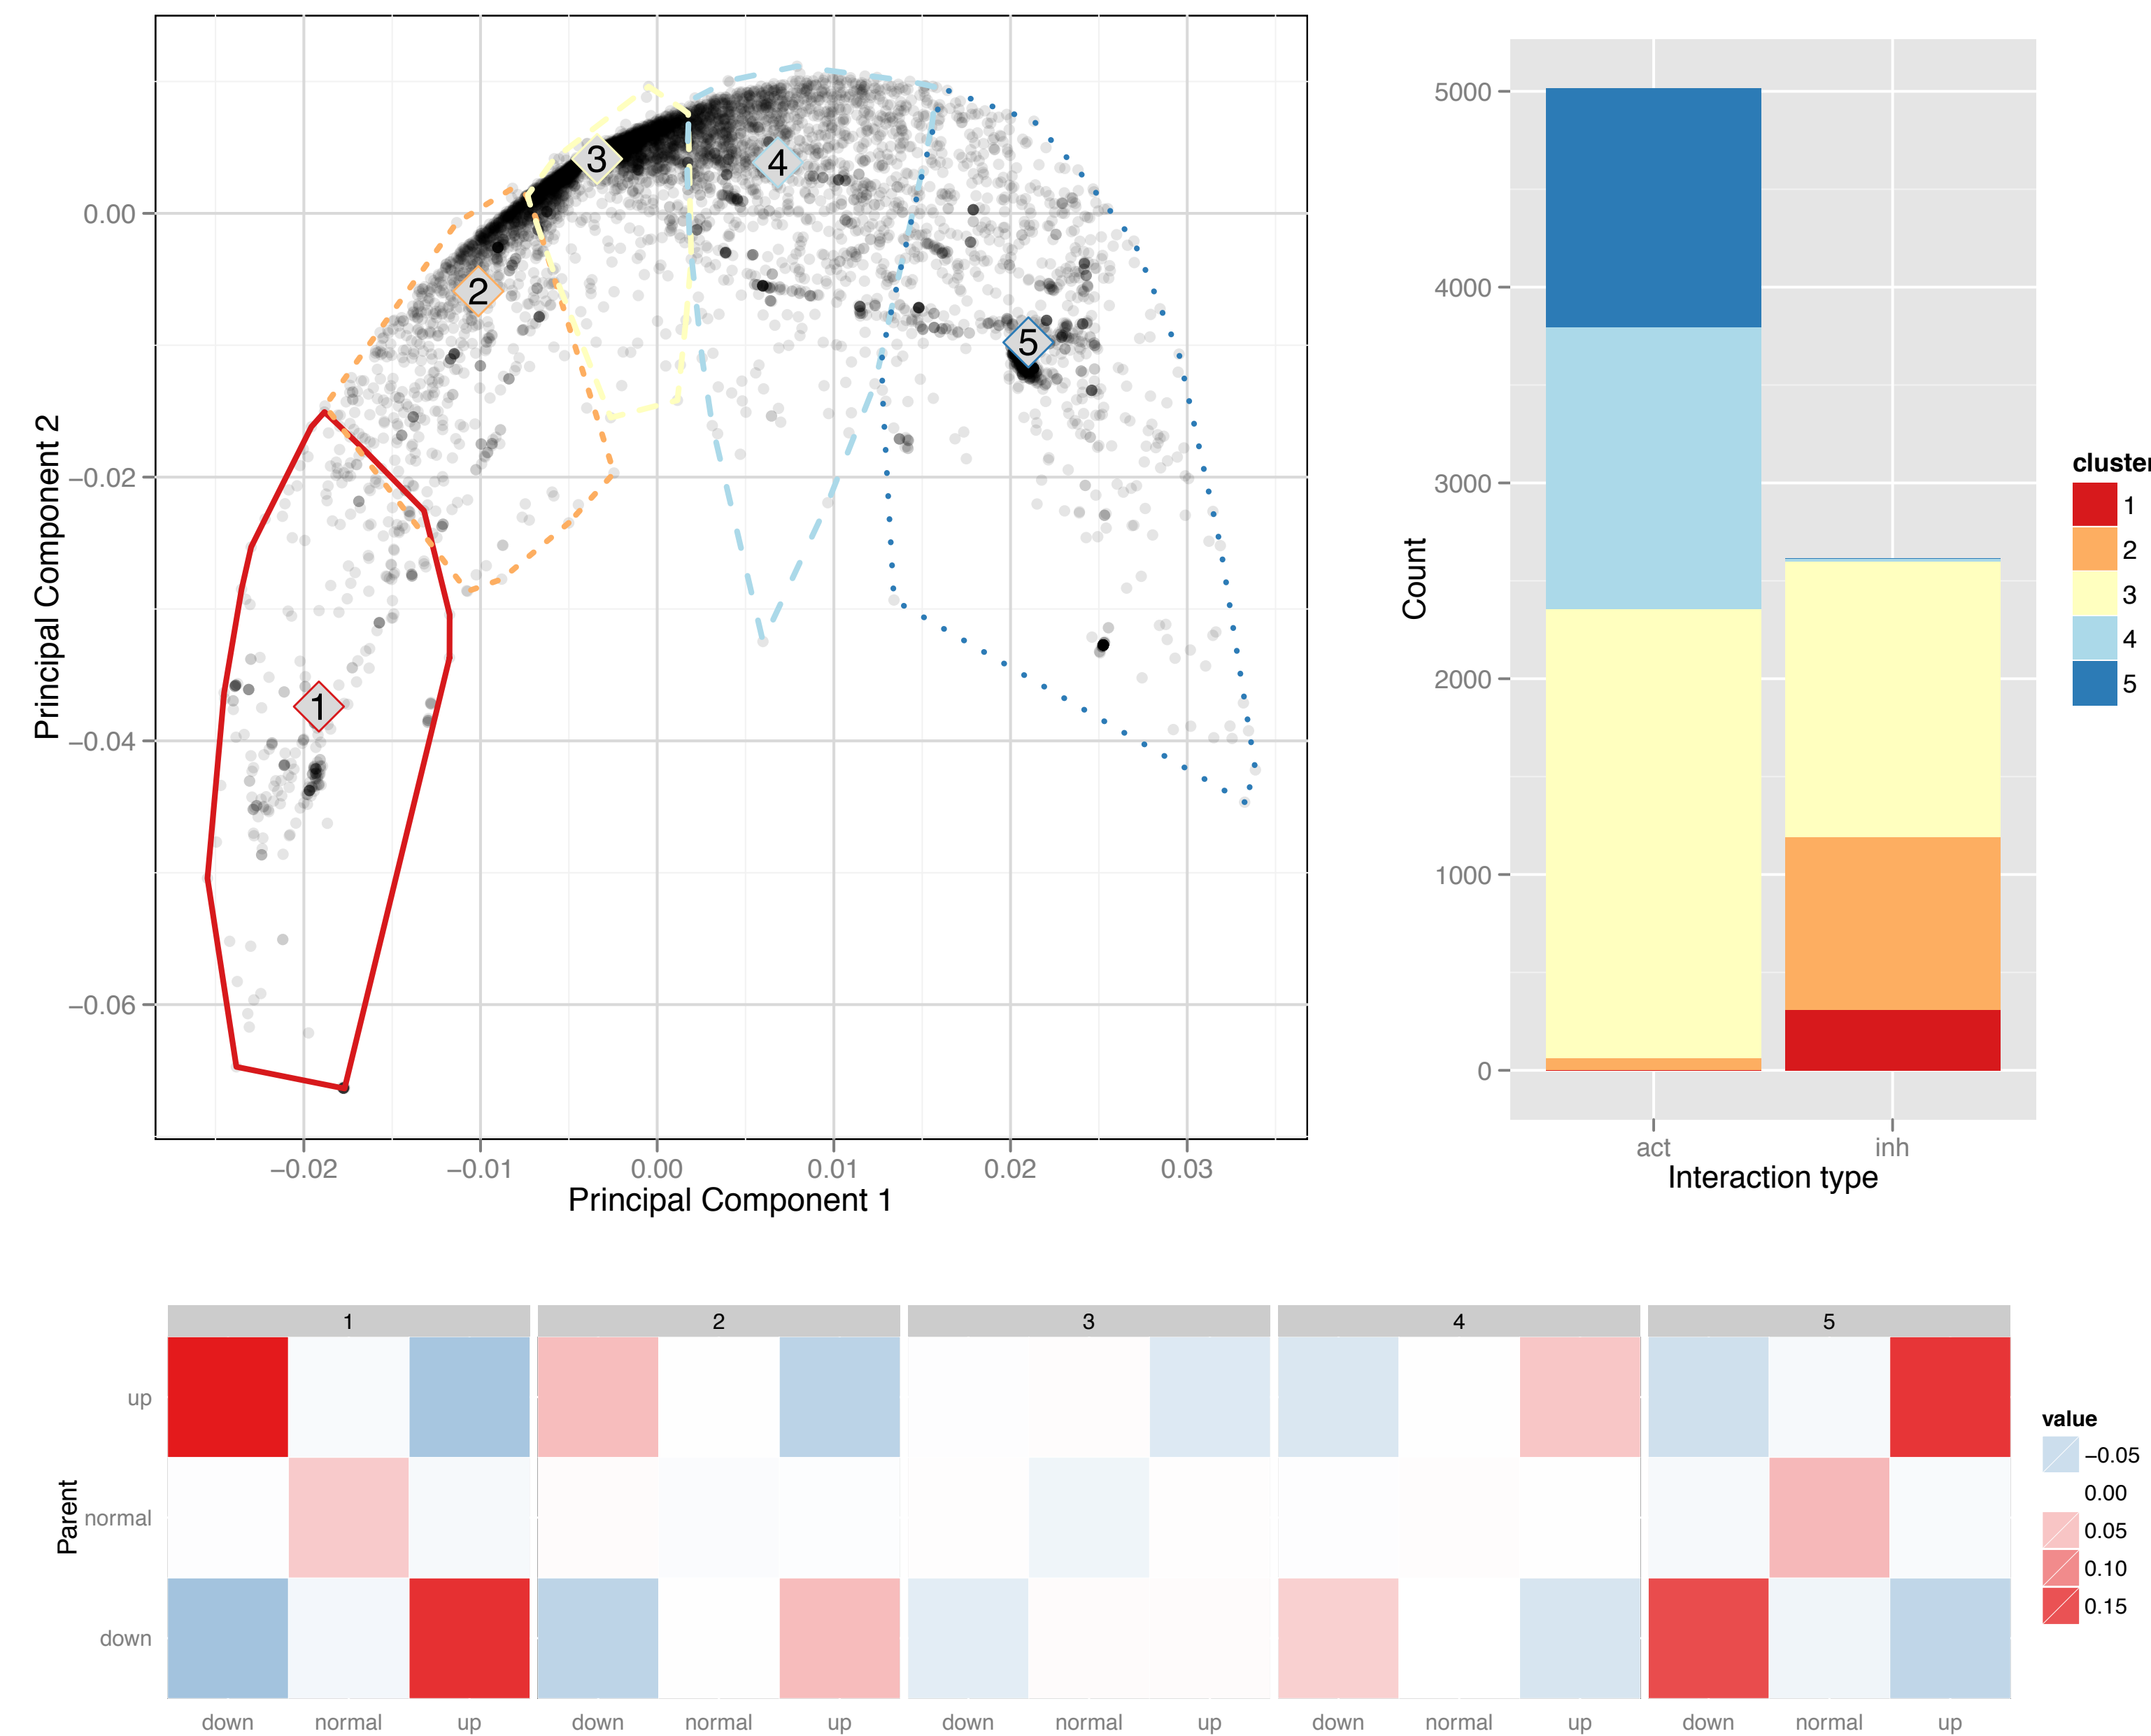 0.00
−0.02
−0.04
−0.06
Principal Component 2
1
2
3
4
5
−0.02 −0.01 0.00 0.01 0.02 0.03
Principal Component 1
5000
4000
3000
2000
1000
0
Count
act inh
Interaction type
cluster
1
2
3
4
5
1 2 3 4 5
up
normal
down
Parent
down normal up down normal up down normal up down normal up down normal up
value
−0.05
0.00
0.05
0.10
0.15